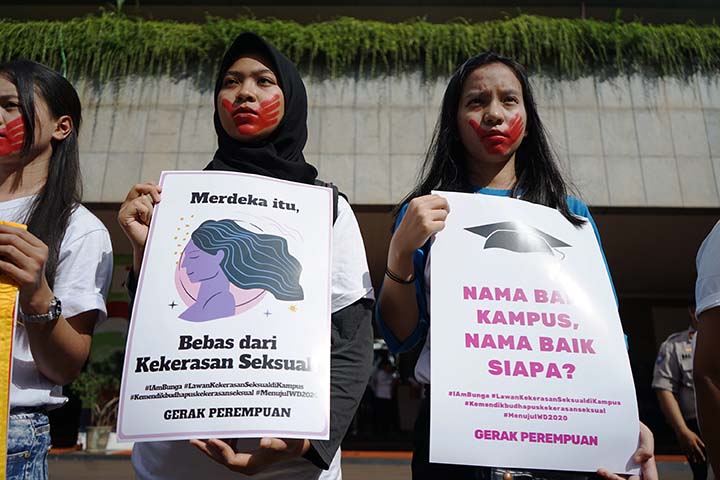 Merdeka itu,
Bebas dari
Kekerasan Seksual
#IAmBunga #LawanKekerasanSeksualdiKampus
#Kemendikbudhapuskekerasanseksual #MenujuIWD2020
GERAK PEREMPUAN
NAMA BAIK
KAMPUS,
NAMA BAIK
SIAPA?
#IAmBunga #LawanKekerasanSeksualdiKampus
#Kemendikbudhapuskekerasanseksual
#MenujuIWD2020
GERAK PEREMPUAN